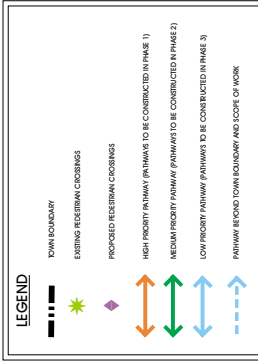 LEGEND
TOWN BOUNDARY
EXISTING PEDESTRIAN CROSSINGS
PROPOSED PEDESTRIAN CROSSINGS
HIGH PRIORITY PATHWAY (PATHWAYS TO BE CONSTRUCTED IN PHASE 1)
MEDIUM PRIORITY PATHWAY (PATHWAYS TO BE CONSTRUCTED IN PHASE 2)
LOW PRIORITY PATHWAY (PATHWAYS TO BE CONSTRUCTED IN PHASE 3)
PATHWAY BEYOND TOWN BOUNDARY AND SCOPE OF WORK